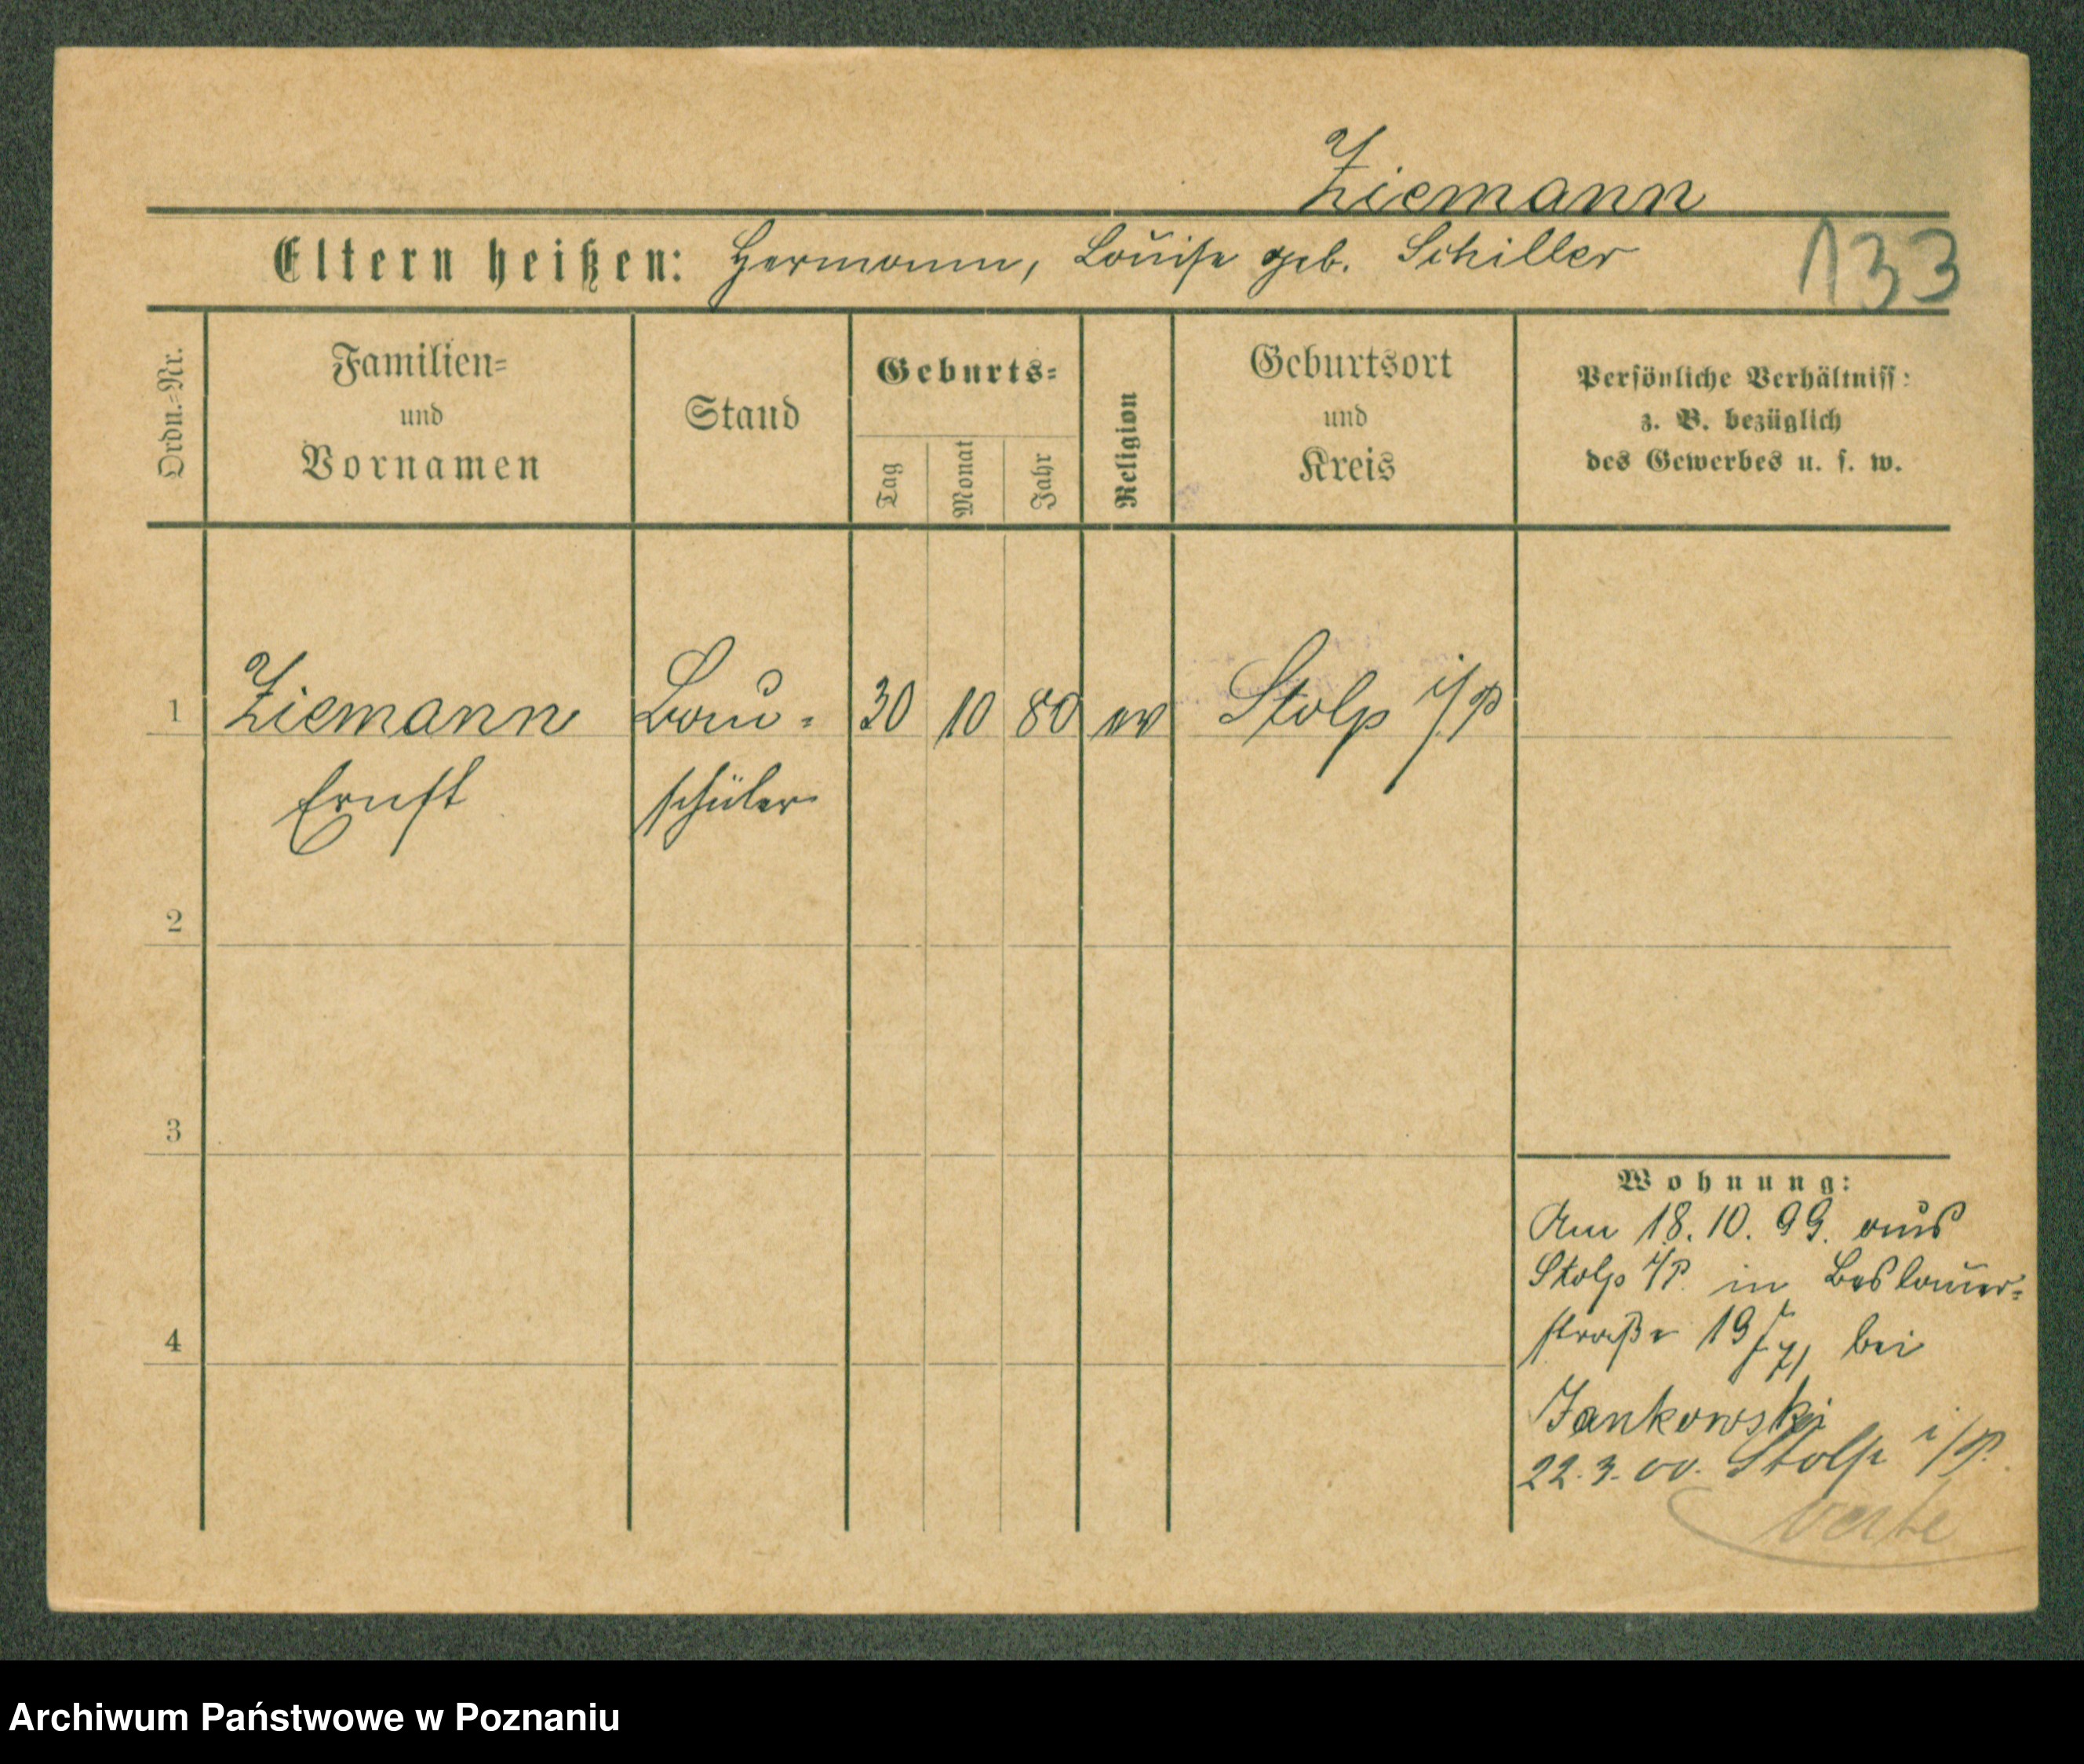 Ziemann
Eltern heißen: Hermann, Louise geb. Schiller
133
Ordn.-Nr.
Familien-
und
Vornamen
Stand
Geburts-
Tag
Monat
Jahr
Religion
Geburtsort
und
Kreis
Persönliche Verhältniss:
z. B. bezüglich
des Gewerbes u. s. w.
1 Ziemann Bau- 30 10 80 ev Stolp i/P
Ernst schüler
2
3
4
Wohnung:
Am 18.10.99. aus
Stolp i/P. in
straße 19 bei
Jankowski
22.3.00. Stolp i/P.
verte
Archiwum Państwowe w Poznaniu